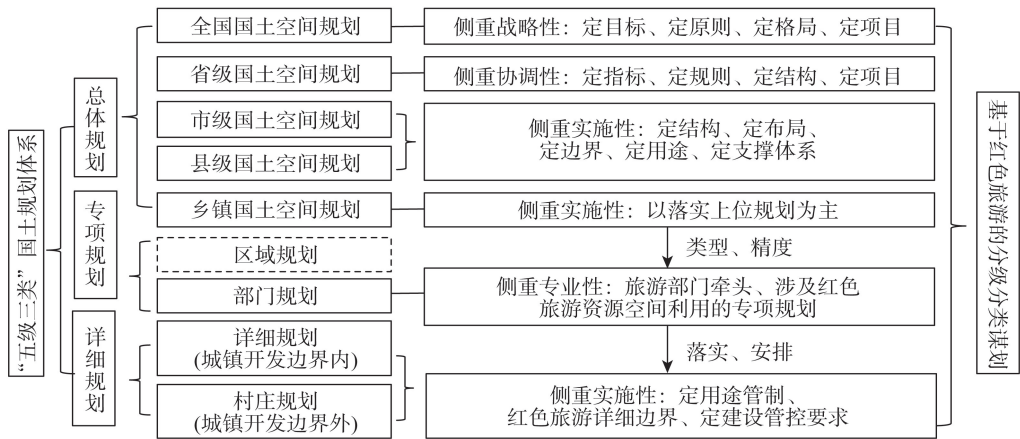 “五级三类”国土规划体系
总体规划
专项规划
详细规划
全国国土空间规划
省级国土空间规划
市级国土空间规划
县级国土空间规划
乡镇国土空间规划
区域规划
部门规划
详细规划
(城镇开发边界内)
村庄规划
(城镇开发边界外)
侧重战略性：定目标、定原则、定格局、定项目
侧重协调性：定指标、定规则、定结构、定项目
侧重实施性：定结构、定布局、
定边界、定用途、定支撑体系
侧重实施性：以落实上位规划为主
类型、精度
侧重专业性：旅游部门牵头、涉及红色
旅游资源空间利用的专项规划
落实、安排
侧重实施性：定用途管制、
红色旅游详细边界、定建设管控要求
基于红色旅游的分级分类谋划